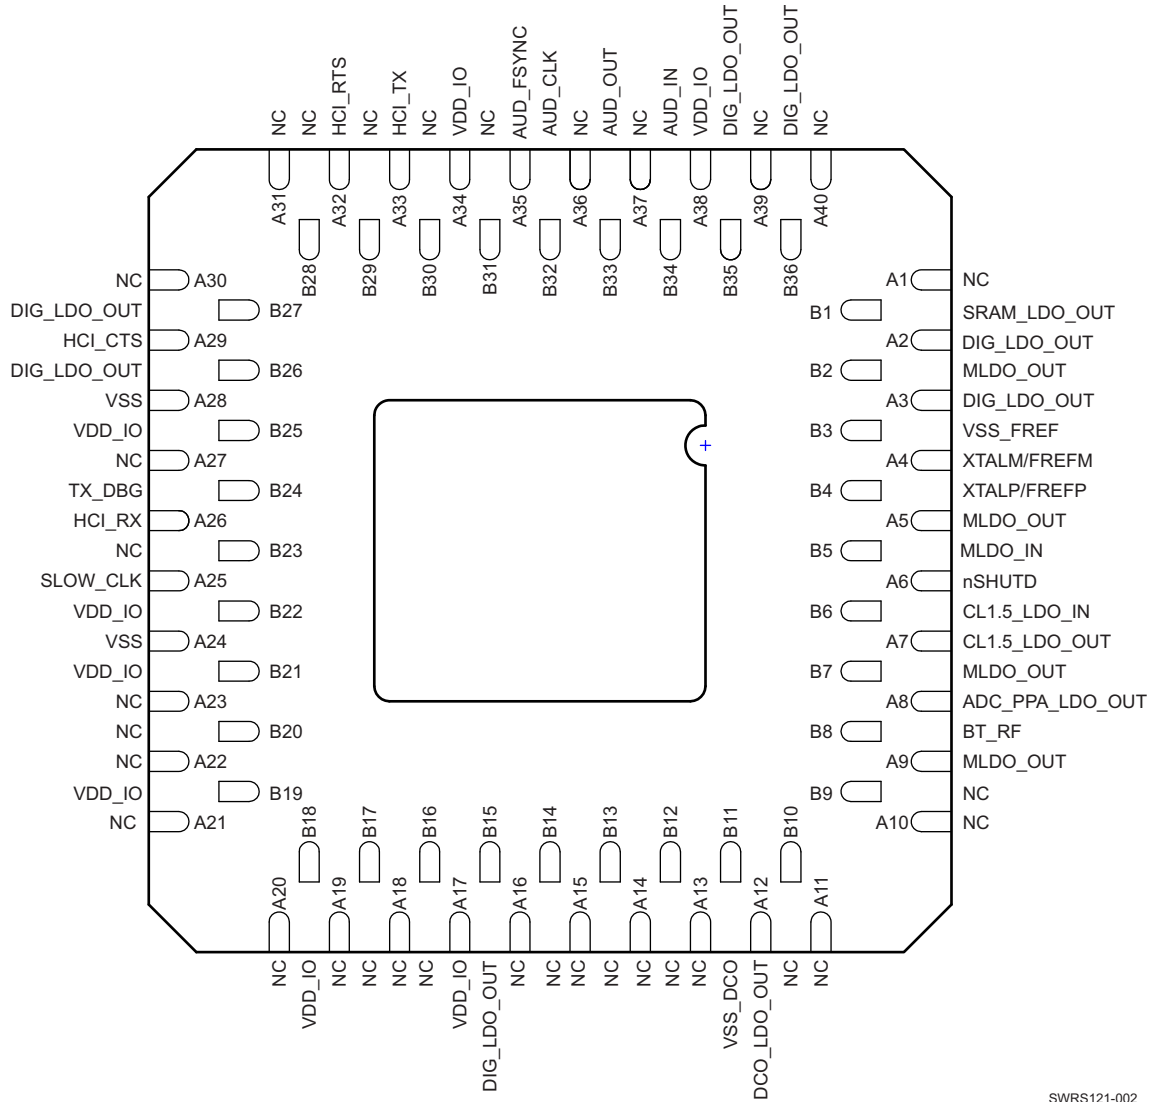 NC
NC
HCI_RTS
NC
HCI_TX
NC
VDD_IO
NC
AUD_FSYNC
AUD_CLK
NC
AUD_OUT
NC
AUD_IN
VDD_IO
DIG_LDO_OUT
NC
DIG_LDO_OUT
NC
A31
A32
A33
A34
A35
A36
A37
A38
A39
A40
B28
B29
B30
B31
B32
B33
B34
B35
B36
NC A30
DIG_LDO_OUT B27
HCI_CTS A29
DIG_LDO_OUT B26
VSS A28
VDD_IO B25
NC A27
TX_DBG B24
HCI_RX A26
NC B23
SLOW_CLK A25
VDD_IO B22
VSS A24
VDD_IO B21
NC A23
NC B20
NC A22
VDD_IO B19
NC A21
A1 NC
B1 SRAM_LDO_OUT
A2 DIG_LDO_OUT
B2 MLDO_OUT
A3 DIG_LDO_OUT
B3 VSS_FREF
A4 XTALM/FREFM
B4 XTALP/FREFP
A5 MLDO_OUT
B5 MLDO_IN
A6 nSHUTD
B6 CL1.5_LDO_IN
A7 CL1.5_LDO_OUT
B7 MLDO_OUT
A8 ADC_PPA_LDO_OUT
B8 BT_RF
A9 MLDO_OUT
B9 NC
A10 NC
B18
B17
B16
B15
B14
B13
B12
B11
B10
A20
A19
A18
A17
A16
A15
A14
A13
A12
A11
NC
VDD_IO
NC
NC
NC
NC
VDD_IO
DIG_LDO_OUT
NC
NC
NC
NC
NC
NC
NC
VSS_DCO
DCO_LDO_OUT
NC
NC
SWRS121-002